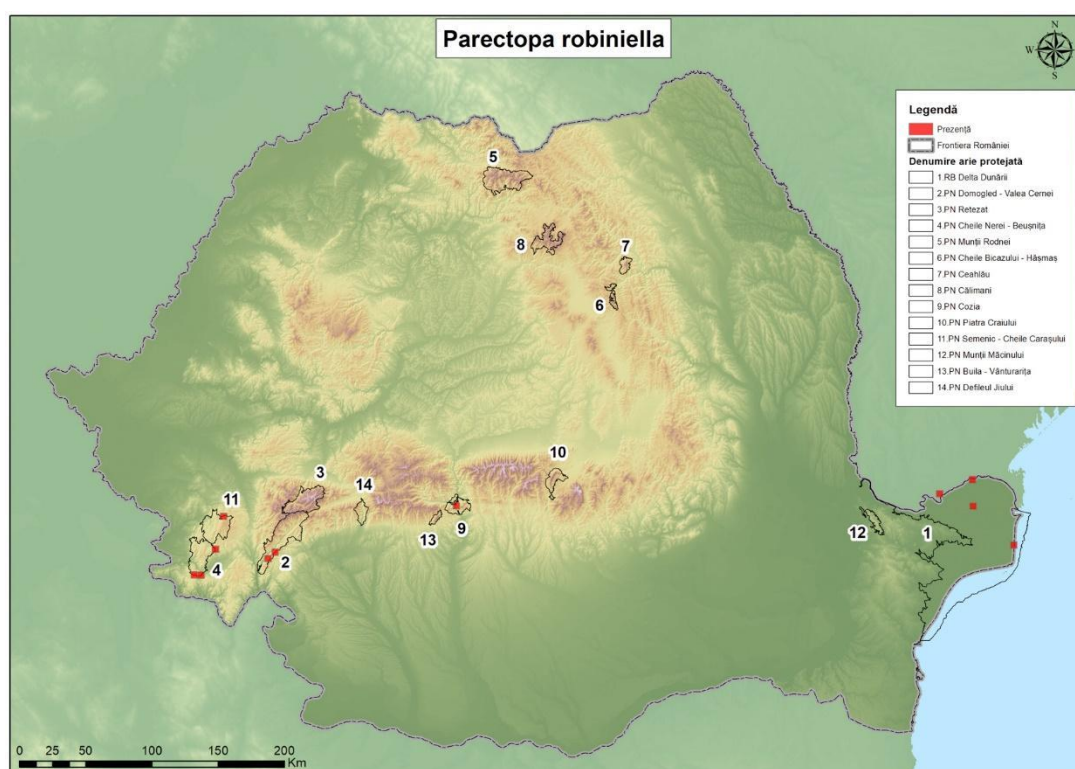 Parectopa robiniella
N
W
E
S
Legendă
Prezență
Frontiera României
Denumire arie protejată
1.RB Delta Dunării
2.PN Domogled - Valea Cernei
3.PN Retezat
4.PN Cheile Nerei - Beușnița
5.PN Munții Rodnei
6.PN Cheile Bicazului - Hășmaș
7.PN Ceahlău
8.PN Călimani
9.PN Cozia
10.PN Piatra Craiului
11.PN Semenic - Cheile Carașului
12.PN Munții Măcinului
13.PN Buila - Vânturarița
14.PN Defileul Jiului
5
8
7
6
10
3
14
11
9
13
12
1
2
4
0 25 50 100 150 200
Km